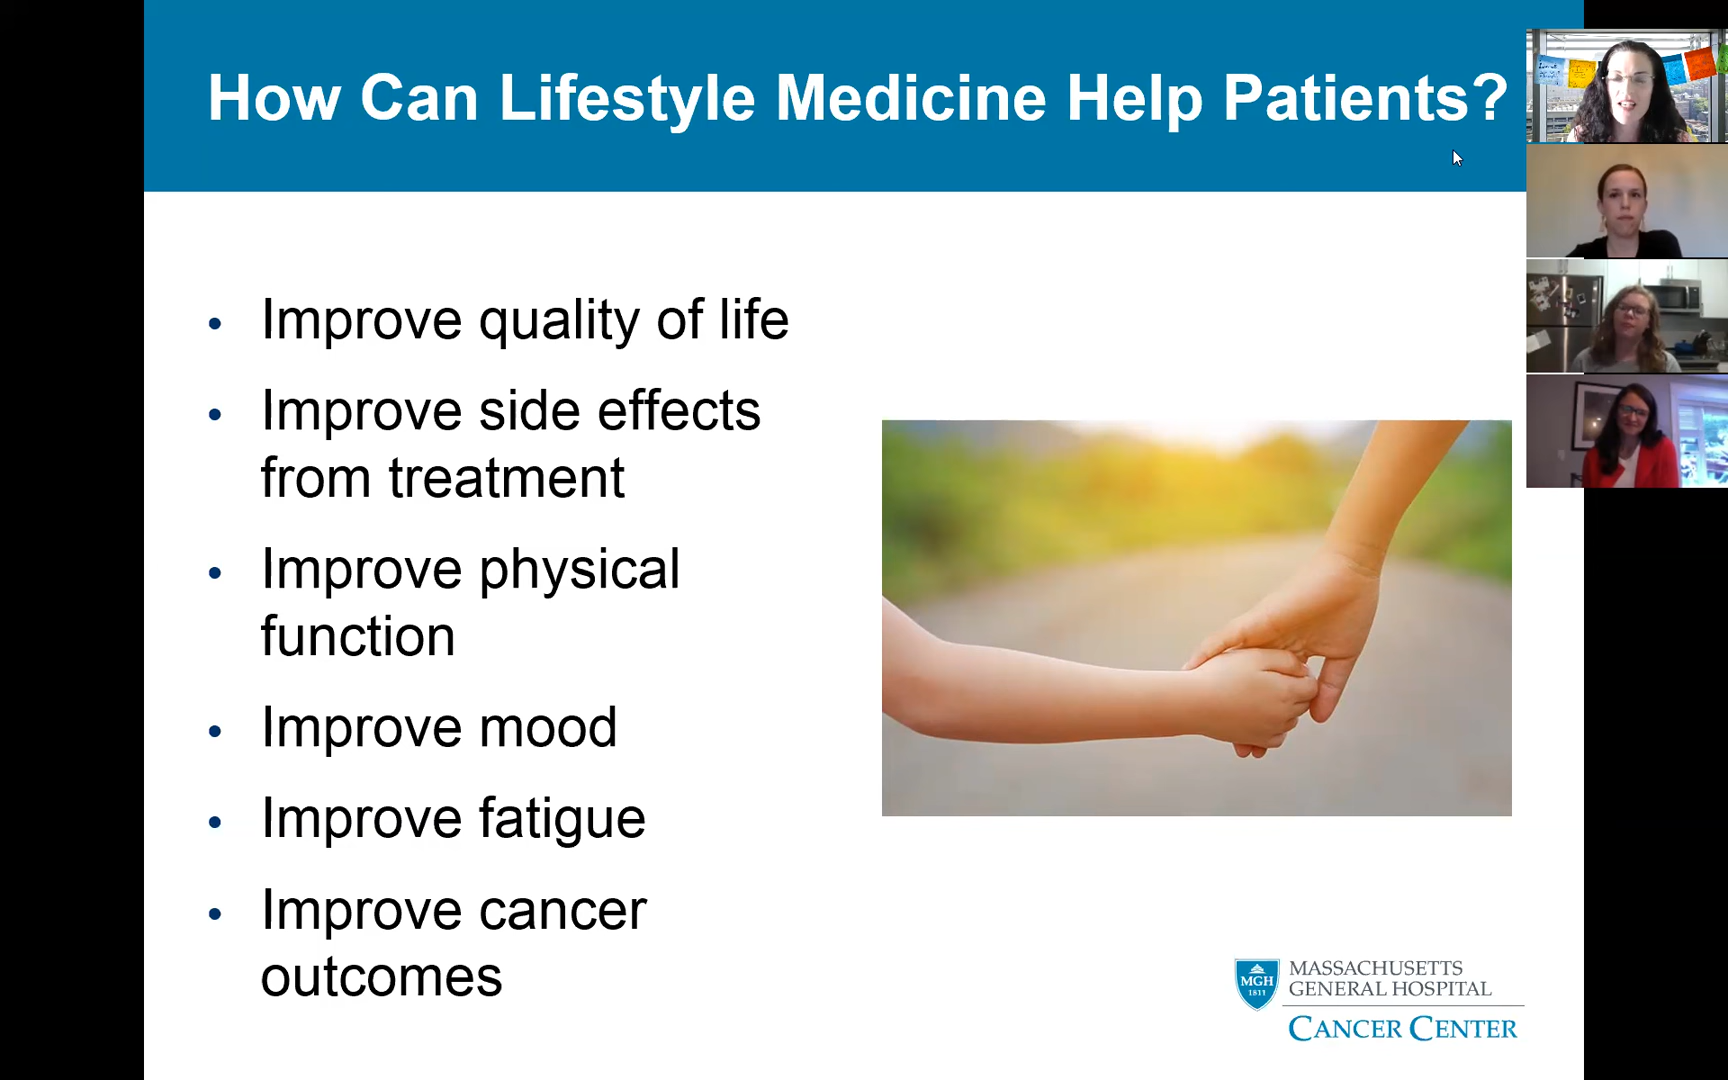 How Can Lifestyle Medicine Help Patients?
• Improve quality of life
• Improve side effects
from treatment
• Improve physical
function
• Improve mood
• Improve fatigue
• Improve cancer
outcomes
MGH
1811
MASSACHUSETTS
GENERAL HOSPITAL
CANCER CENTER